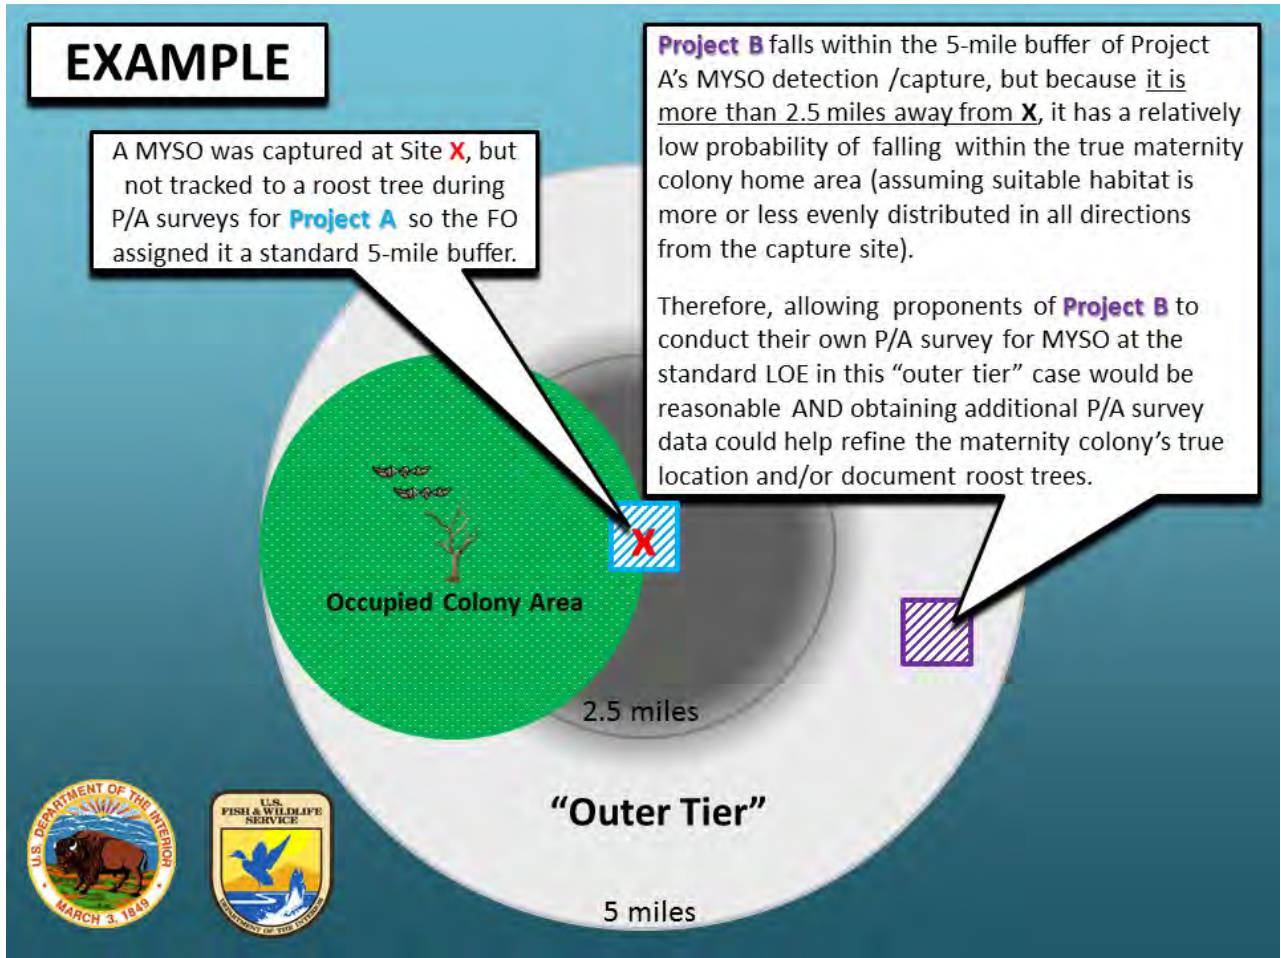 EXAMPLE
A MYSO was captured at Site X, but
not tracked to a roost tree during
P/A surveys for Project A so the FO
assigned it a standard 5-mile buffer.
Project B falls within the 5-mile buffer of Project
A's MYSO detection /capture, but because it is
more than 2.5 miles away from X, it has a relatively
low probability of falling within the true maternity
colony home area (assuming suitable habitat is
more or less evenly distributed in all directions
from the capture site).
Therefore, allowing proponents of Project B to
conduct their own P/A survey for MYSO at the
standard LOE in this “outer tier” case would be
reasonable AND obtaining additional P/A survey
data could help refine the maternity colony's true
location and/or document roost trees.
X
Occupied Colony Area
2.5 miles
“Outer Tier”
5 miles
U.S. DEPARTMENT OF THE INTERIOR
MARCH 3, 1849
U.S.
FISH & WILDLIFE
SERVICE
DEPARTMENT OF THE INTERIOR